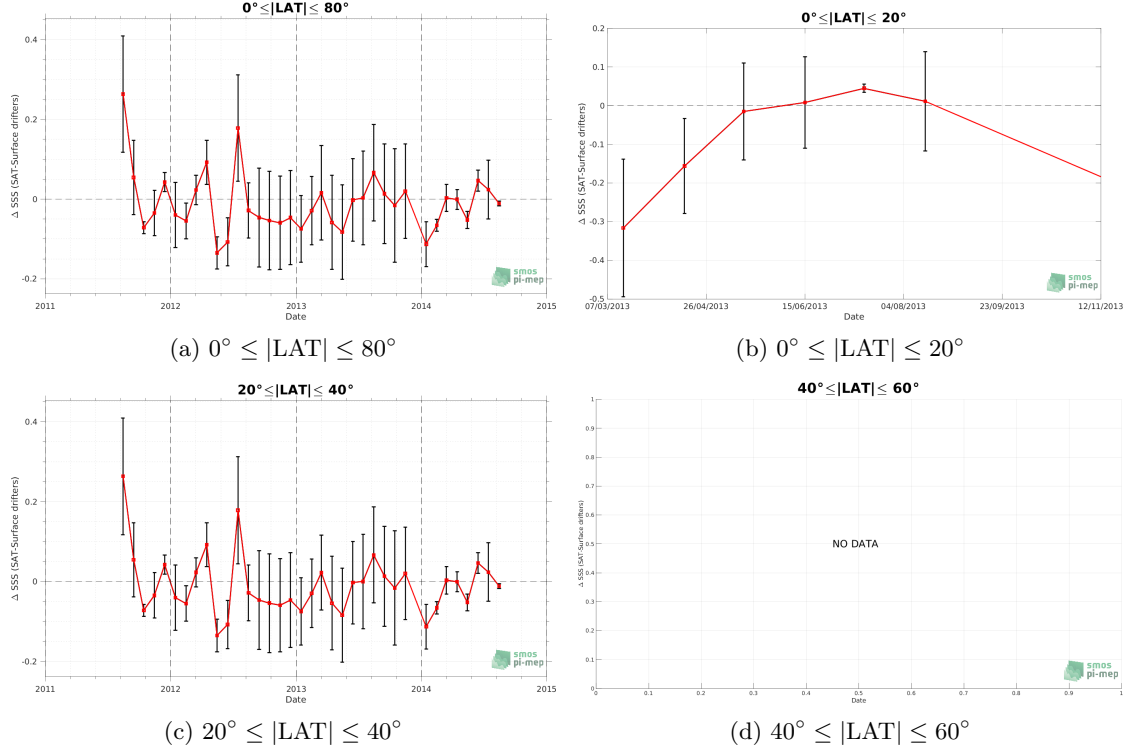 0°≤|LAT|≤ 80°
Δ SSS (SAT-Surface drifters)
0.4
0.2
0
-0.2
2011 2012 2013 2014 2015
Date
smos
pi-mep
(a) 0° ≤ |LAT| ≤ 80°
0°≤|LAT|≤ 20°
Δ SSS (SAT-Surface drifters)
0.2
0.1
0
-0.1
-0.2
-0.3
-0.4
-0.5
07/03/2013 26/04/2013 15/06/2013 04/08/2013 23/09/2013 12/11/2013
Date
smos
pi-mep
(b) 0° ≤ |LAT| ≤ 20°
20°≤|LAT|≤ 40°
Δ SSS (SAT-Surface drifters)
0.4
0.2
0
-0.2
2011 2012 2013 2014 2015
Date
smos
pi-mep
(c) 20° ≤ |LAT| ≤ 40°
40°≤|LAT|≤ 60°
Δ SSS (SAT-Surface drifters)
1
0.9
0.8
0.7
0.6
0.5
0.4
0.3
0.2
0.1
0
NO DATA
0 0.1 0.2 0.3 0.4 0.5 0.6 0.7 0.8 0.9 1
Date
smos
pi-mep
(d) 40° ≤ |LAT| ≤ 60°